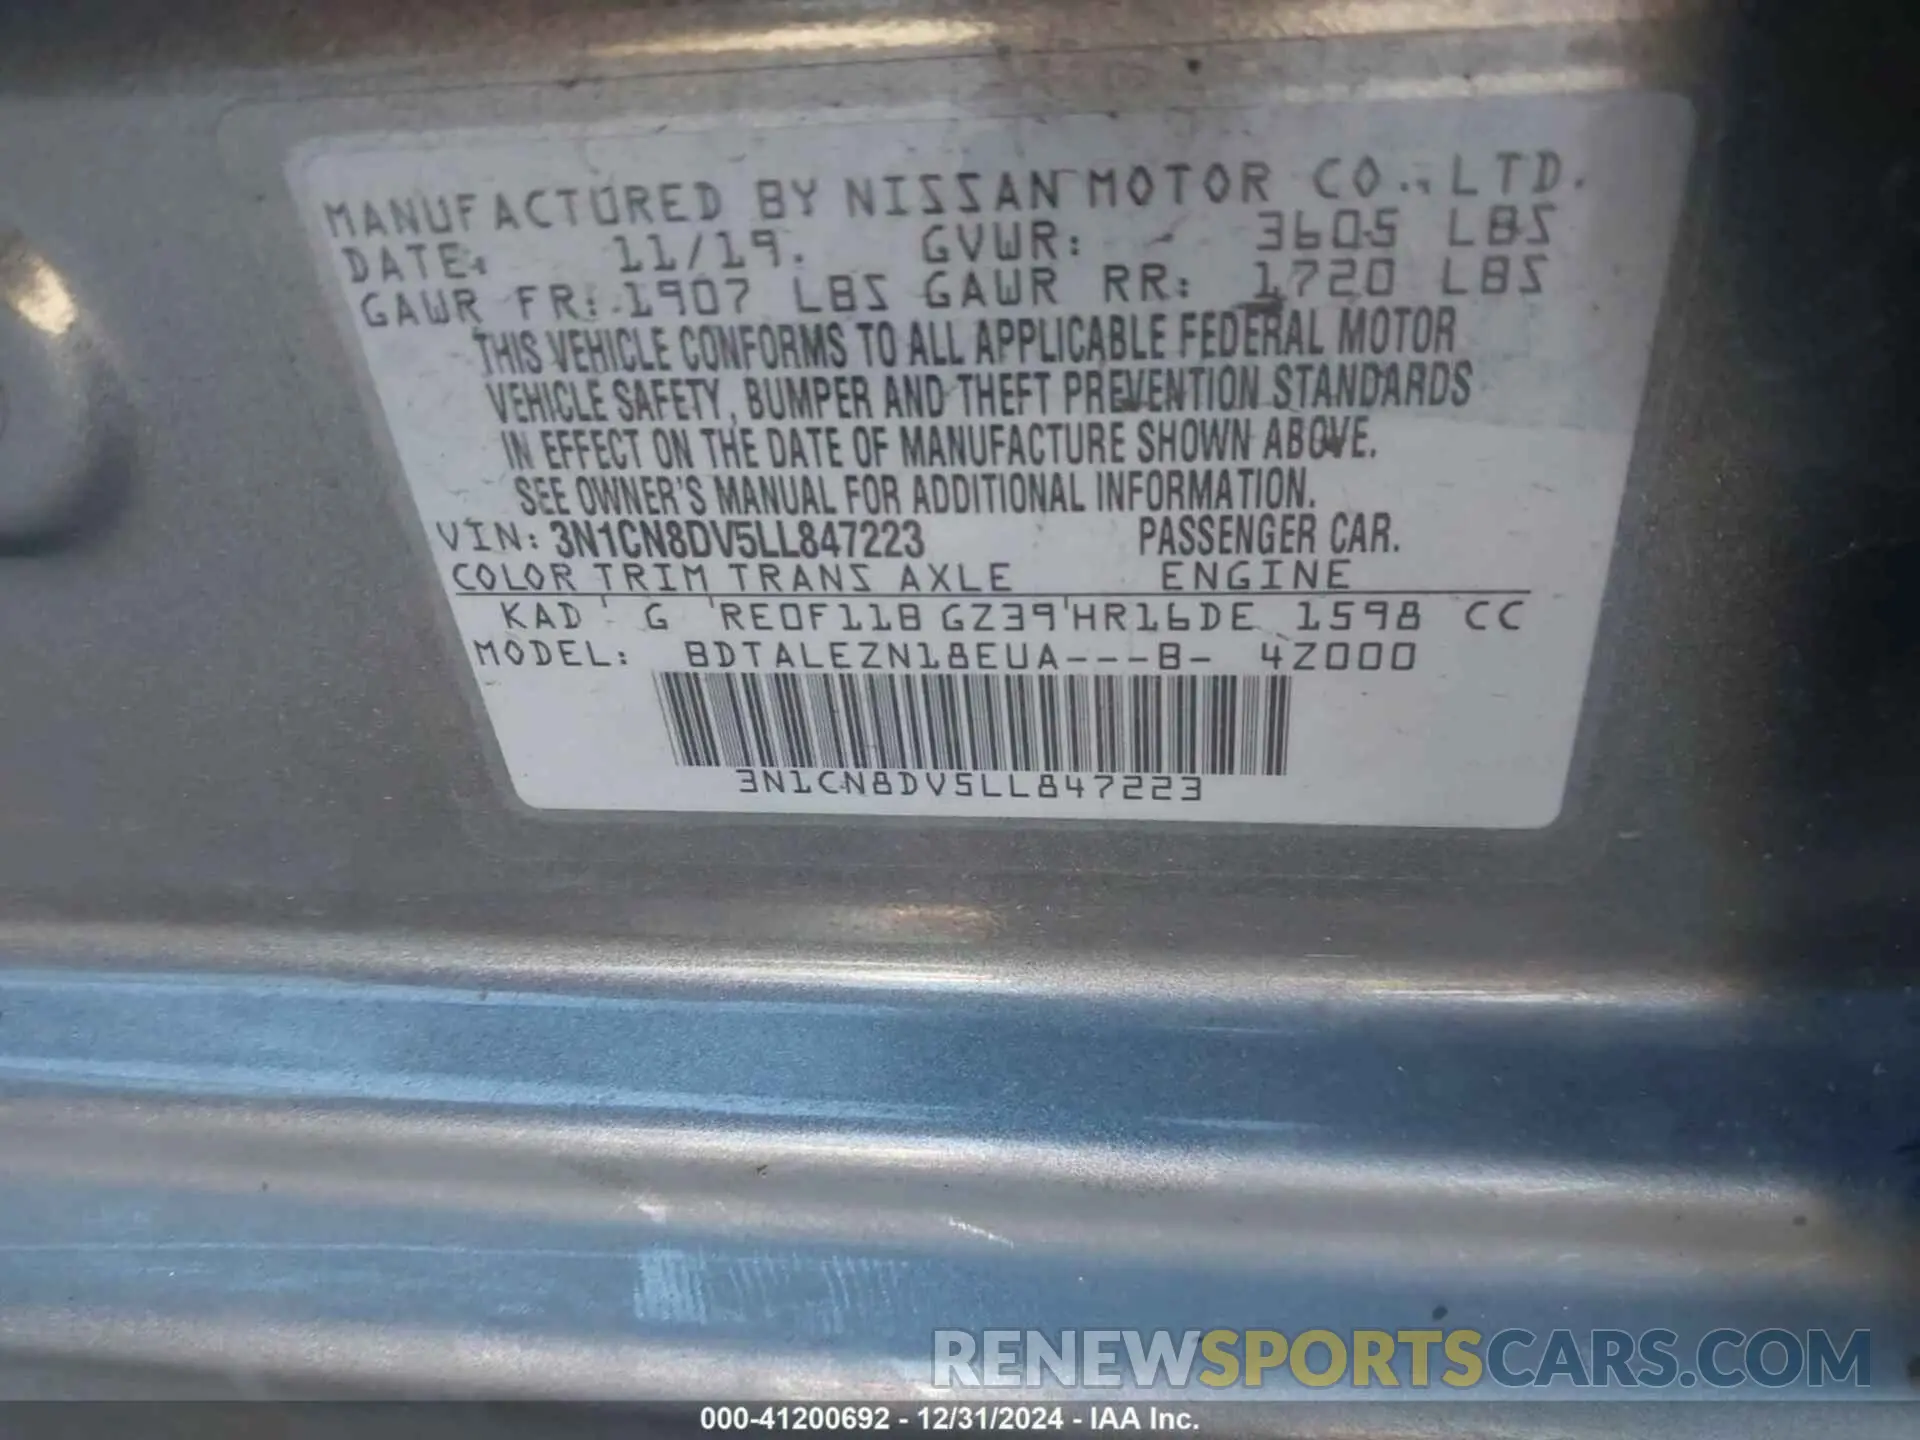 MANUFACTURED BY NISSAN MOTOR CO., LTD.
DATE: 11/19. GVWR: 3605 LBS
GAWR FR: 1907 LBS GAWR RR: 1720 LBS
THIS VEHICLE CONFORMS TO ALL APPLICABLE FEDERAL MOTOR
VEHICLE SAFETY, BUMPER AND THEFT PREVENTION STANDARDS
IN EFFECT ON THE DATE OF MANUFACTURE SHOWN ABOVE.
SEE OWNER'S MANUAL FOR ADDITIONAL INFORMATION.
VIN: 3N1CN8DV5LL847223 PASSENGER CAR.
COLOR TRIM TRANS AXLE ENGINE
KAD G RE0F11B GZ39 HR16DE 1598 CC
MODEL: BDTALEZN18EUA---B- 4Z000
3N1CN8DV5LL847223
RENEWSPORTSCARS.COM
000-41200692 - 12/31/2024 - IAA Inc.